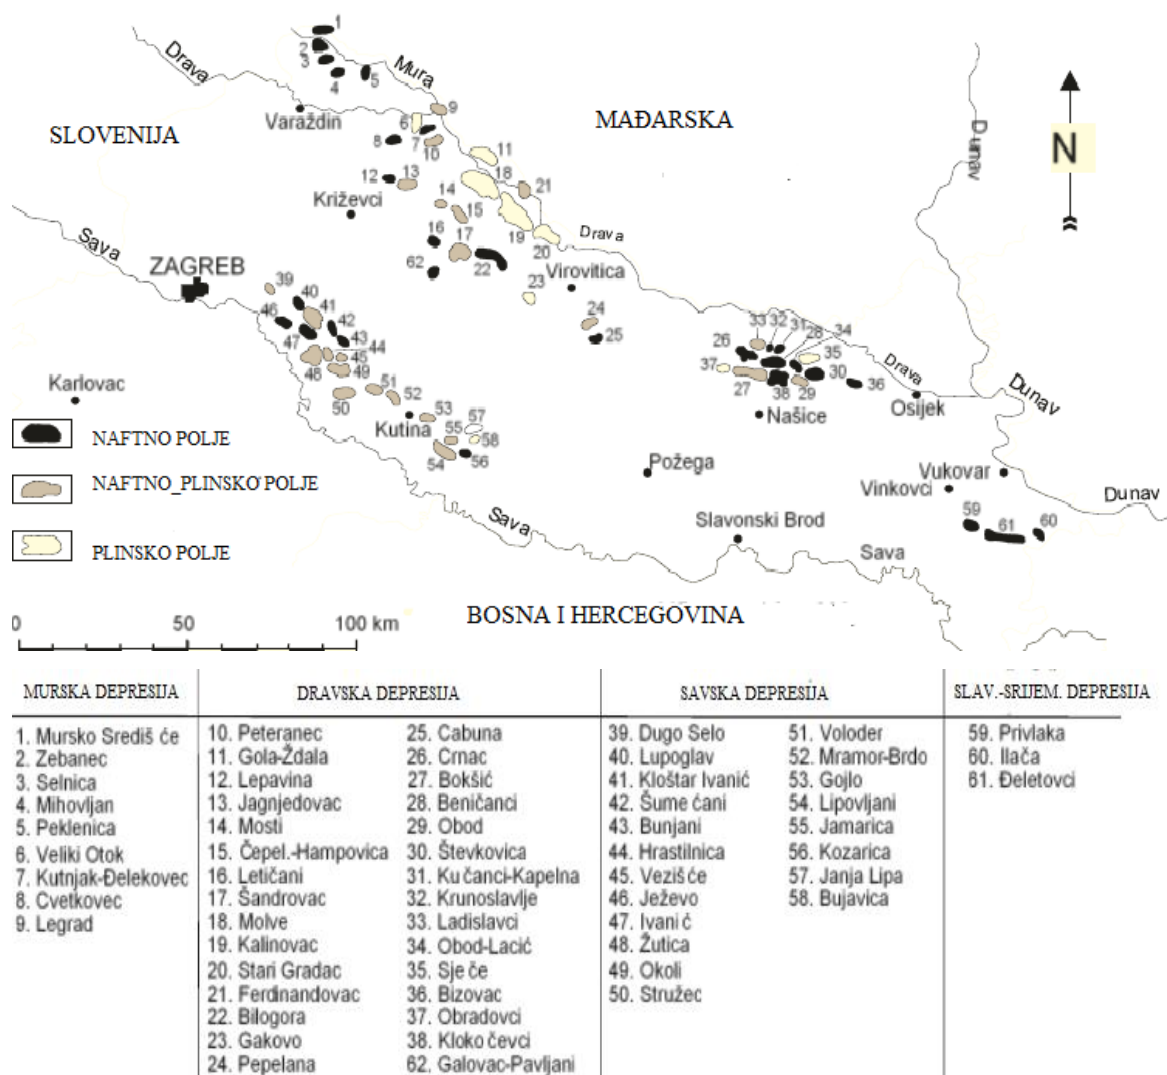 1
2
3
4
5
Mura
Drava
9
Varaždin
6
7
8
10
SLOVENIJA
MAĐARSKA
Dunav
N
11
12
13
18
21
14
15
Križevci
19
20
Drava
16
17
62
22
23
Virovitica
24
25
Sava
ZAGREB
39
40
41
42
43
44
45
46
47
48
49
50
51
52
53
54
55
56
57
58
Kutina
Karlovac
26
33
32
31
28
34
35
37
27
38
29
30
36
Drava
Našice
Osijek
Dunav
Požega
Vukovar
Vinkovci
Dunav
59
61
60
Slavonski Brod
Sava
Sava
NAFTNO POLJE
NAFTNO_PLINSKO POLJE
PLINSKO POLJE
BOSNA I HERCEGOVINA
0 50 100 km
MURSKA DEPRESIJA
1. Mursko Središ će
2. Zebanec
3. Selnica
4. Mihovljan
5. Peklenica
6. Veliki Otok
7. Kutnjak-Đelekovec
8. Cvetkovec
9. Legrad
DRAVSKA DEPRESIJA
10. Peteranec
11. Gola-Ždala
12. Lepavina
13. Jagnjedovac
14. Mosti
15. Čepel.-Hampovica
16. Letičani
17. Šandrovac
18. Molve
19. Kalinovac
20. Stari Gradac
21. Ferdinandovac
22. Bilogora
23. Gakovo
24. Pepelana
25. Cabuna
26. Crnac
27. Bokšić
28. Beničanci
29. Obod
30. Števkovica
31. Ku čanci-Kapelna
32. Krunoslavlje
33. Ladislavci
34. Obod-Lacić
35. Sje če
36. Bizovac
37. Obradovci
38. Kloko čevci
62. Galovac-Pavljani
SAVSKA DEPRESIJA
39. Dugo Selo
40. Lupoglav
41. Kloštar Ivanić
42. Šume ćani
43. Bunjani
44. Hrastilnica
45. Vezišće
46. Ježevo
47. Ivani ć
48. Žutica
49. Okoli
50. Stružec
51. Voloder
52. Mramor-Brdo
53. Gojlo
54. Lipovljani
55. Jamarica
56. Kozarica
57. Janja Lipa
58. Bujavica
SLAV.-SRIJEM. DEPRESIJA
59. Privlaka
60. Ilača
61. Đeletovci